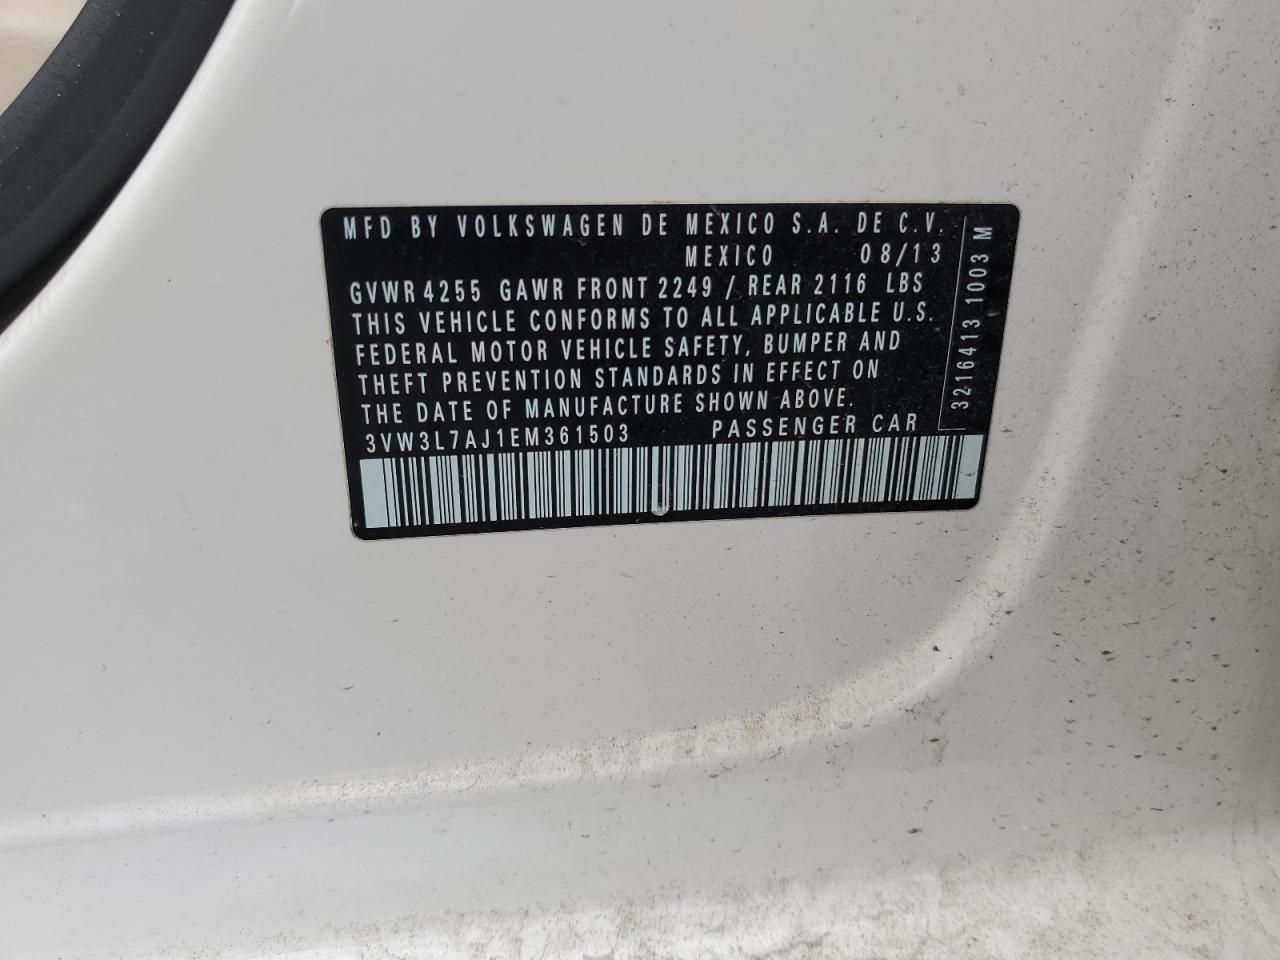 MFD BY VOLKSWAGEN DE MEXICO S.A. DE C.V.
MEXICO 08/13
GVWR 4255 GAWR FRONT 2249 / REAR 2116 LBS
THIS VEHICLE CONFORMS TO ALL APPLICABLE U.S.
FEDERAL MOTOR VEHICLE SAFETY, BUMPER AND
THEFT PREVENTION STANDARDS IN EFFECT ON
THE DATE OF MANUFACTURE SHOWN ABOVE.
3VW3L7AJ1EM361503 PASSENGER CAR
3216413 1003 M